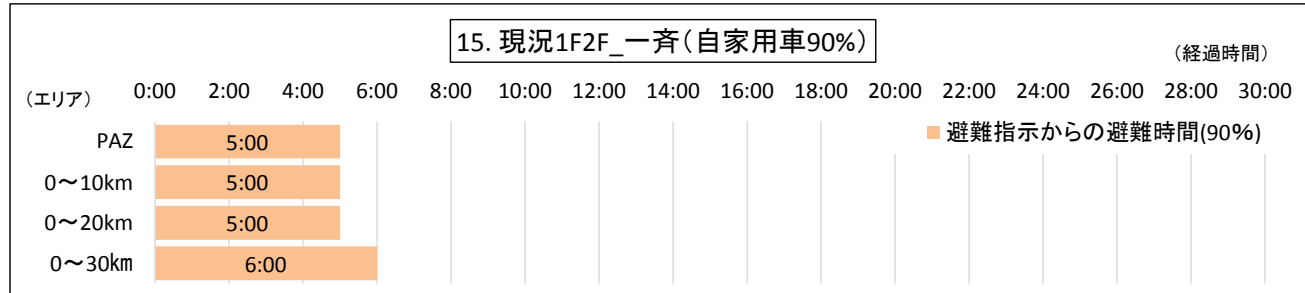 15. 現況1F2F_一斉(自家用車90%)
(経過時間)
(エリア) 0:00 2:00 4:00 6:00 8:00 10:00 12:00 14:00 16:00 18:00 20:00 22:00 24:00 26:00 28:00 30:00
避難指示からの避難時間(90%)
PAZ 5:00
0～10km 5:00
0～20km 5:00
0～30㎞ 6:00